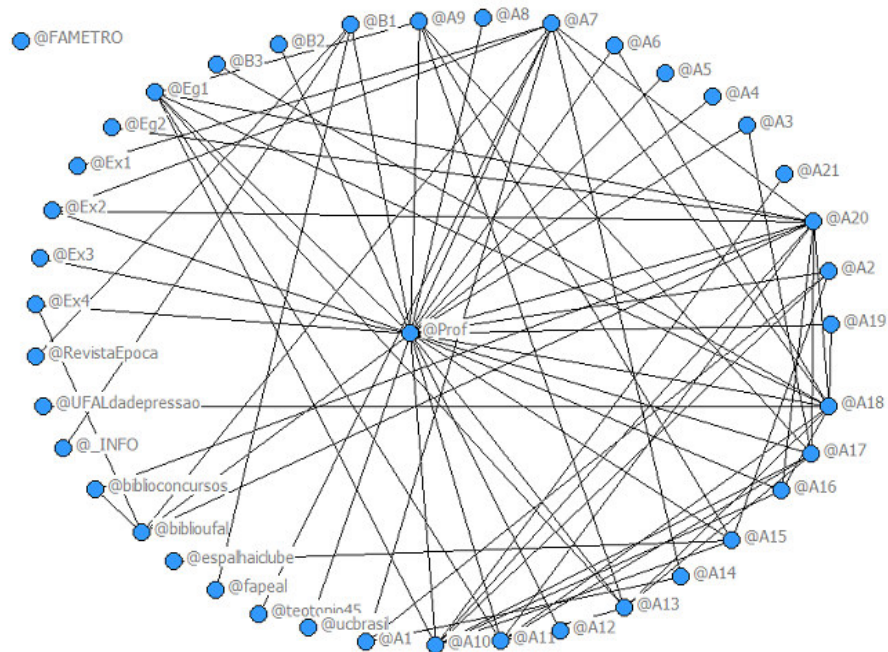 @FAMETRO
@B1
@A9
@A8
@A7
@B2
@A6
@B3
@A5
@Eg1
@A4
@Eg2
@A3
@Ex1
@A21
@Ex2
@A20
@Ex3
@A2
@Ex4
@Prof
@A19
@RevistaEpoca
@UFALdadepressao
@A18
@_INFO
@A17
@biblioconcursos
@A16
@biblioufal
@A15
@espalhaiclube
@A14
@fapeal
@A13
@teotonio45
@ucbrasil
@A12
@A1
@A10
@A11